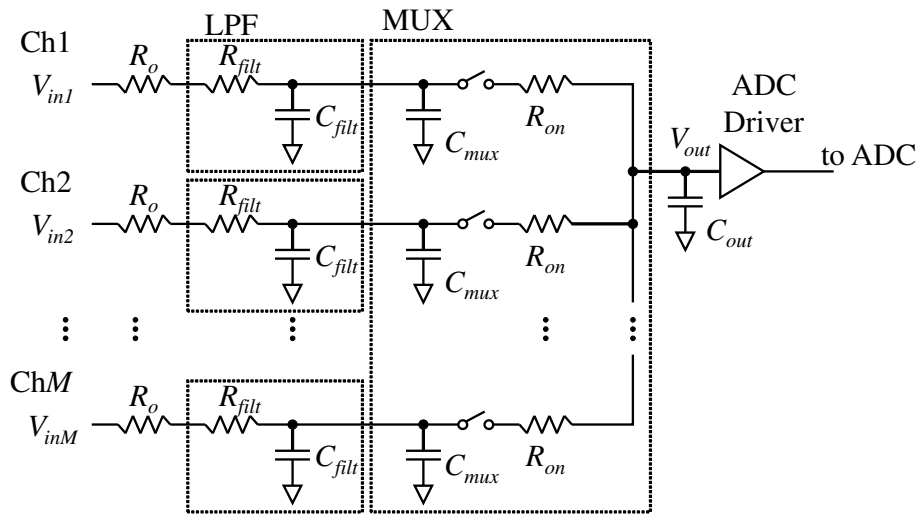 LPF MUX
Ch1
R_o R_filt
V_in1
C_filt
C_mux
R_on
ADC
Driver
V_out
to ADC
C_out
Ch2
R_o R_filt
V_in2
C_filt
C_mux
R_on
ChM
R_o R_filt
V_inM
C_filt
C_mux
R_on